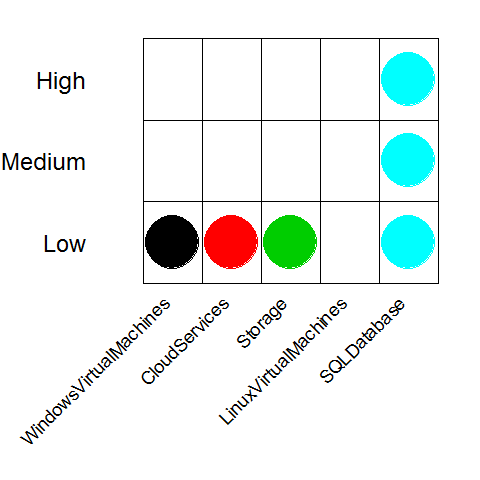 High
Medium
Low
WindowsVirtualMachines
CloudServices
Storage
LinuxVirtualMachines
SQLDatabase